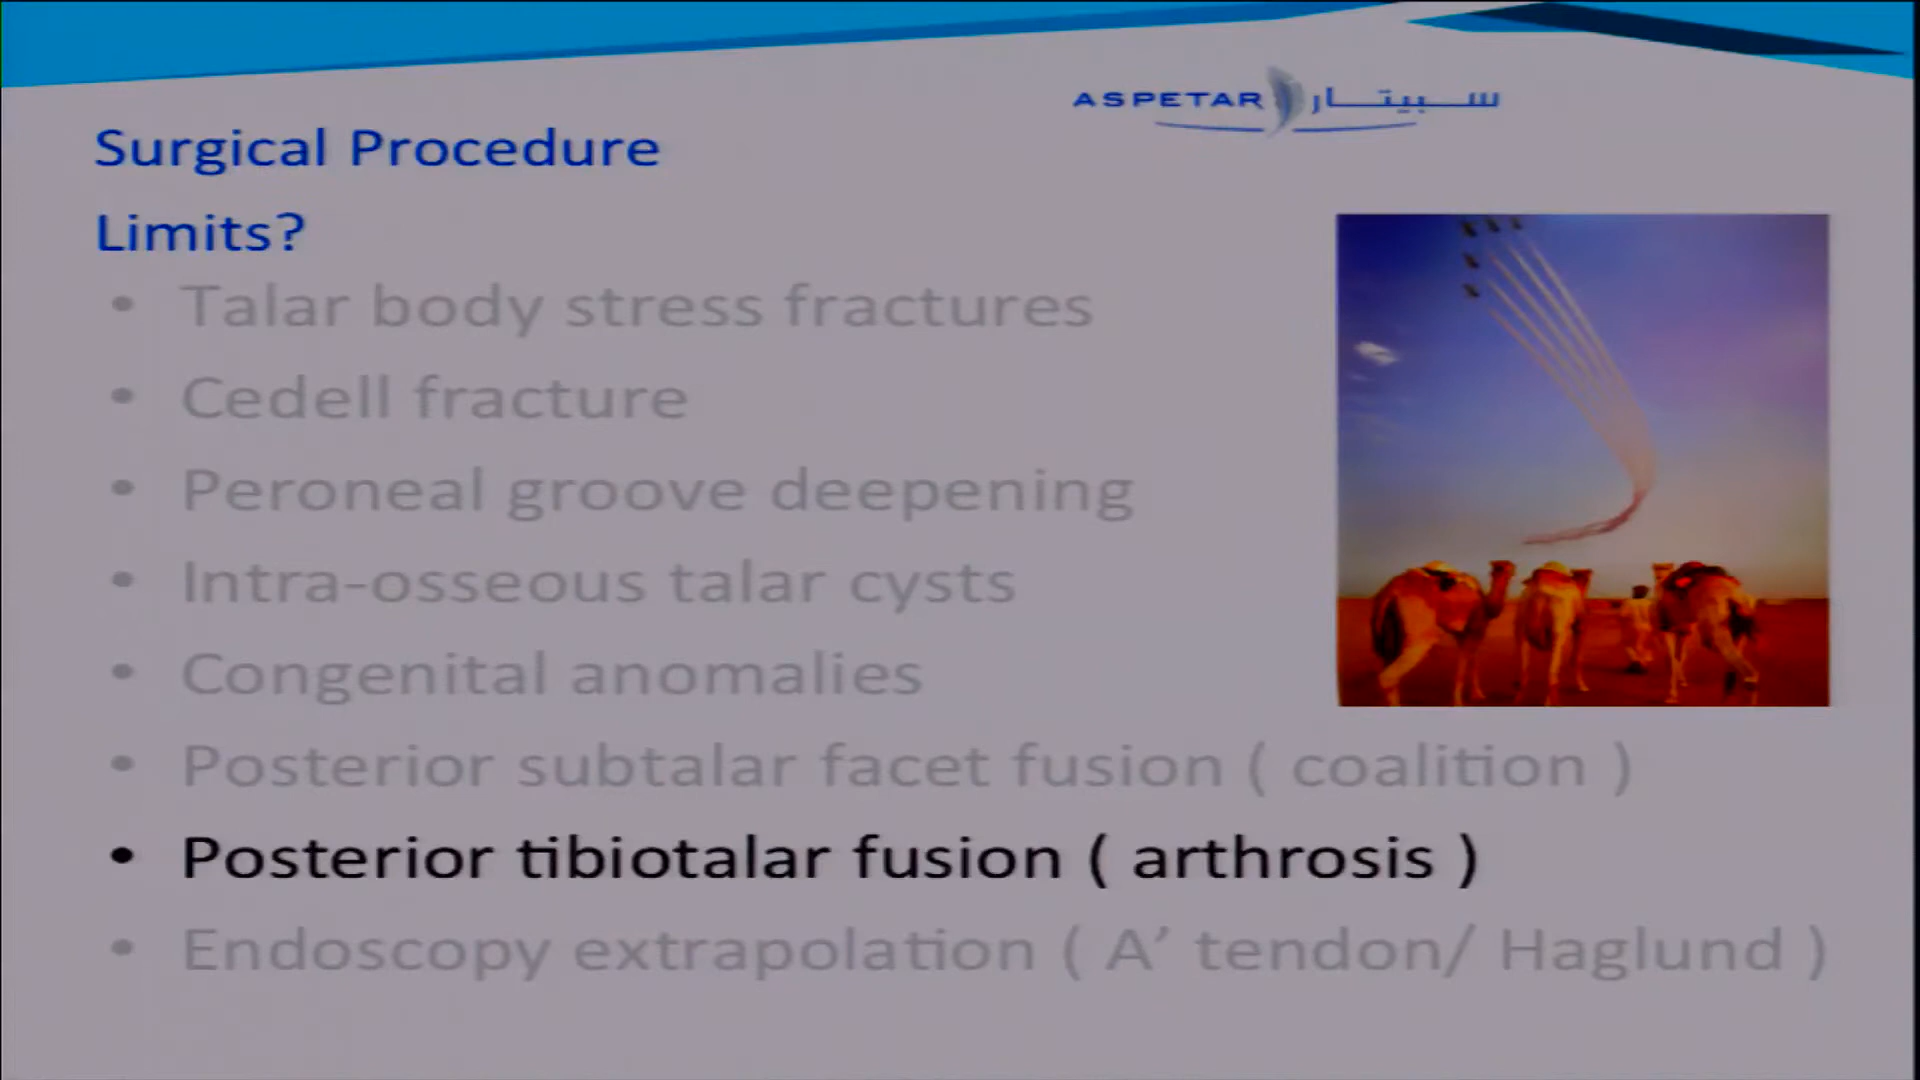 ASPETAR سبيتار
Surgical Procedure
Limits?
• Talar body stress fractures
• Cedell fracture
• Peroneal groove deepening
• Intra-osseous talar cysts
• Congenital anomalies
• Posterior subtalar facet fusion ( coalition )
• Posterior tibiotalar fusion ( arthrosis )
• Endoscopy extrapolation ( A’ tendon/ Haglund )